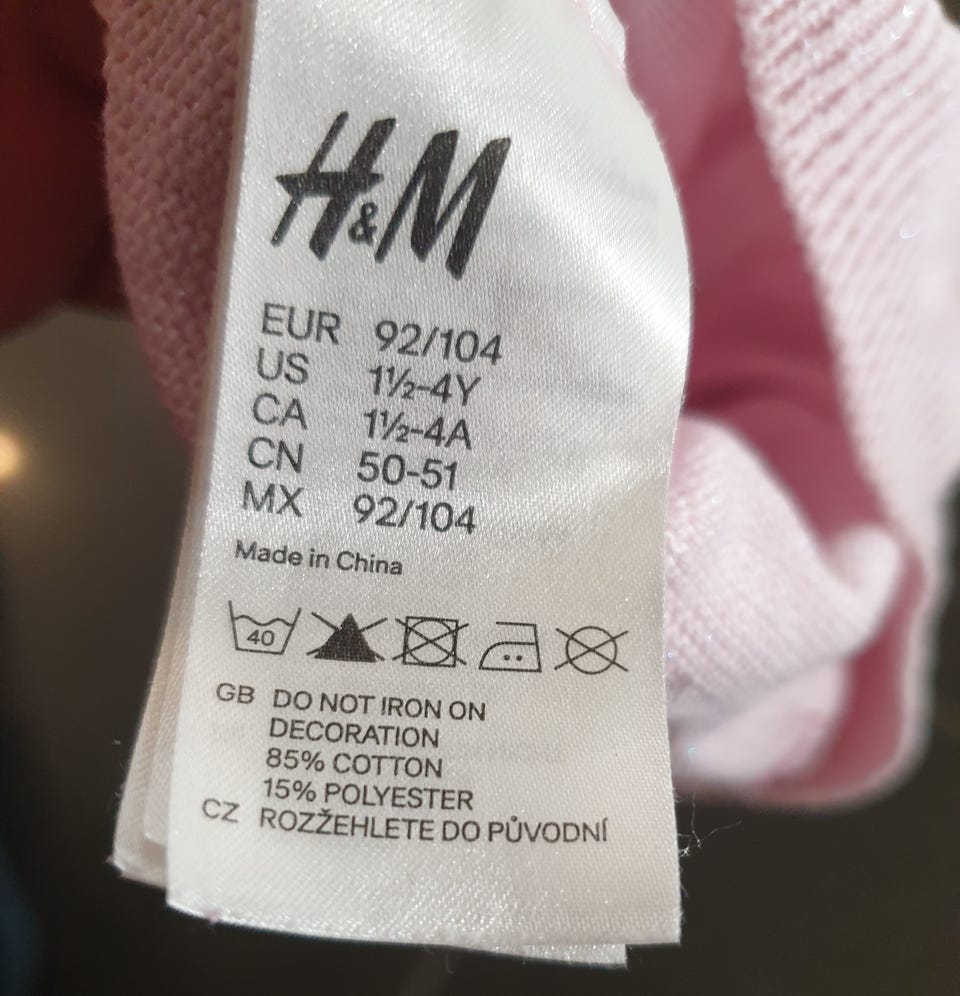 H&M
EUR 92/104
US 1½-4Y
CA 1½-4A
CN 50-51
MX 92/104
Made in China
40
GB DO NOT IRON ON
DECORATION
85% COTTON
15% POLYESTER
CZ ROZŽEHLETE DO PŮVODNÍ